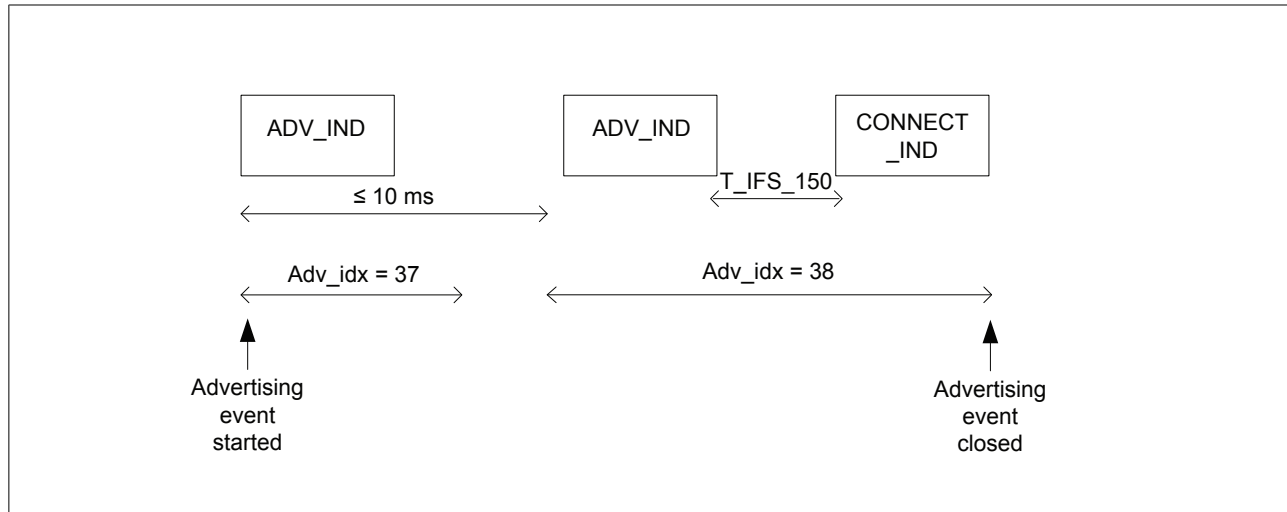 ADV_IND
ADV_IND
CONNECT
_IND
T_IFS_150
≤ 10 ms
Adv_idx = 37
Adv_idx = 38
Advertising
event
started
Advertising
event
closed